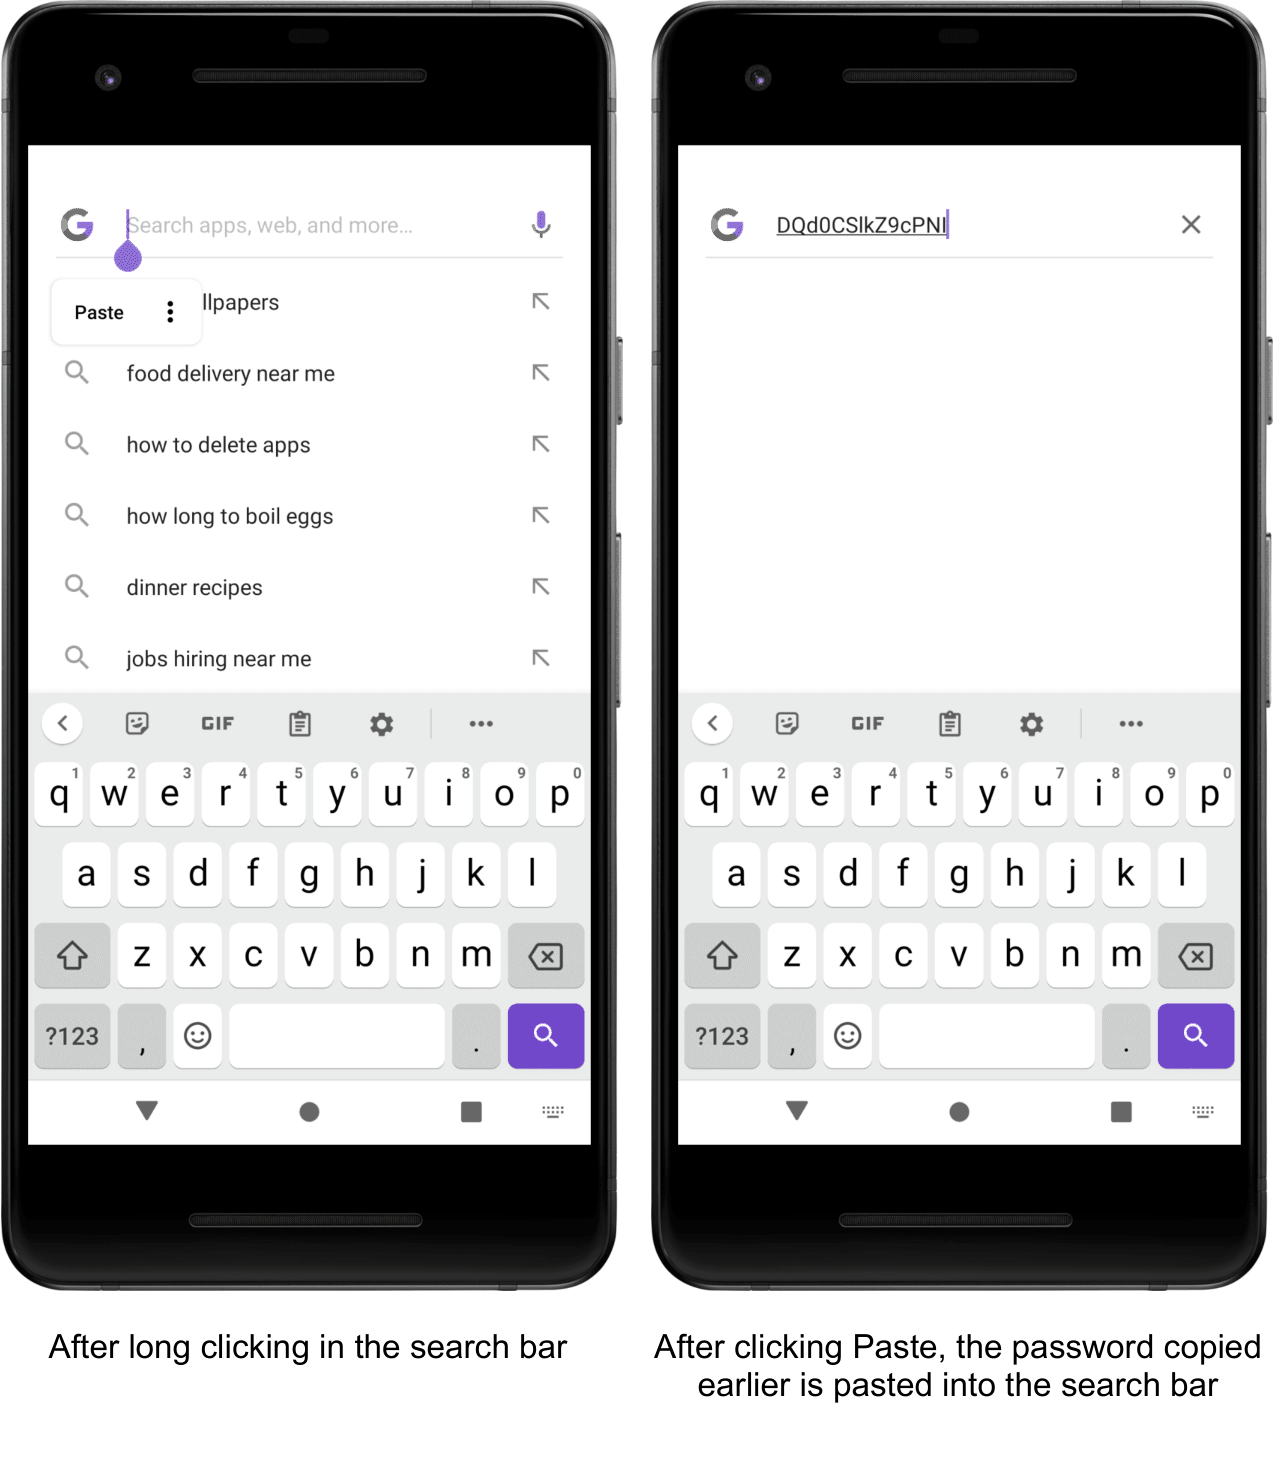 Search apps, web, and more...
Paste
llpapers
food delivery near me
how to delete apps
how long to boil eggs
dinner recipes
jobs hiring near me
GIF
1 2 3 4 5 6 7 8 9 0
q w e r t y u i o p
a s d f g h j k l
z x c v b n m
?123 , .
After long clicking in the search bar
DQd0CSlkZ9cPNl
GIF
1 2 3 4 5 6 7 8 9 0
q w e r t y u i o p
a s d f g h j k l
z x c v b n m
?123 , .
After clicking Paste, the password copied
earlier is pasted into the search bar